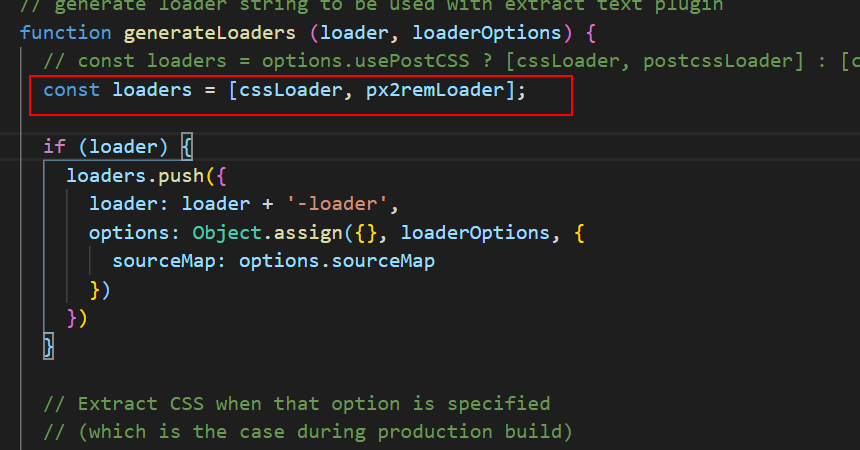 // generate loader string to be used with extract text plugin
function generateLoaders (loader, loaderOptions) {
// const loaders = options.usePostCSS ? [cssLoader, postcssLoader] : [c
const loaders = [cssLoader, px2remLoader];
if (loader) {
loaders.push({
loader: loader + '-loader',
options: Object.assign({}, loaderOptions, {
sourceMap: options.sourceMap
})
})
}
// Extract CSS when that option is specified
// (which is the case during production build)